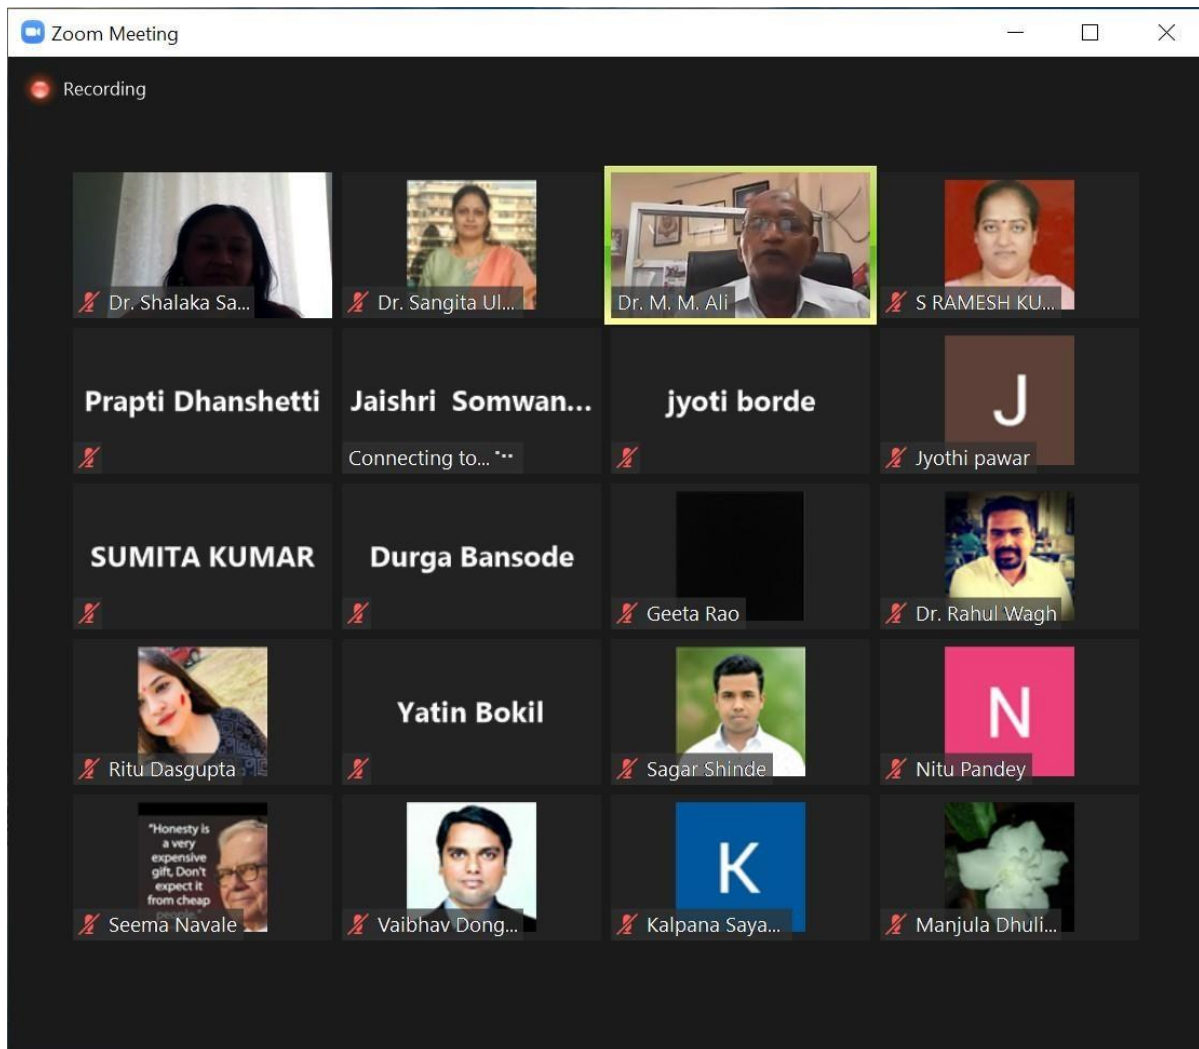 Zoom Meeting
Recording
Dr. Shalaka Sa...
Dr. Sangita Ul...
Dr. M. M. Ali
S RAMESH KU...
Prapti Dhanshetti
Jaishri Somwan...
Connecting to...
jyoti borde
J
Jyothi pawar
SUMITA KUMAR
Durga Bansode
Geeta Rao
Dr. Rahul Wagh
Ritu Dasgupta
Yatin Bokil
Sagar Shinde
N
Nitu Pandey
"Honesty is
a very
expensive
gift, Don't
expect it
from cheap
people."
Seema Navale
Vaibhav Dong...
K
Kalpana Saya...
Manjula Dhuli...